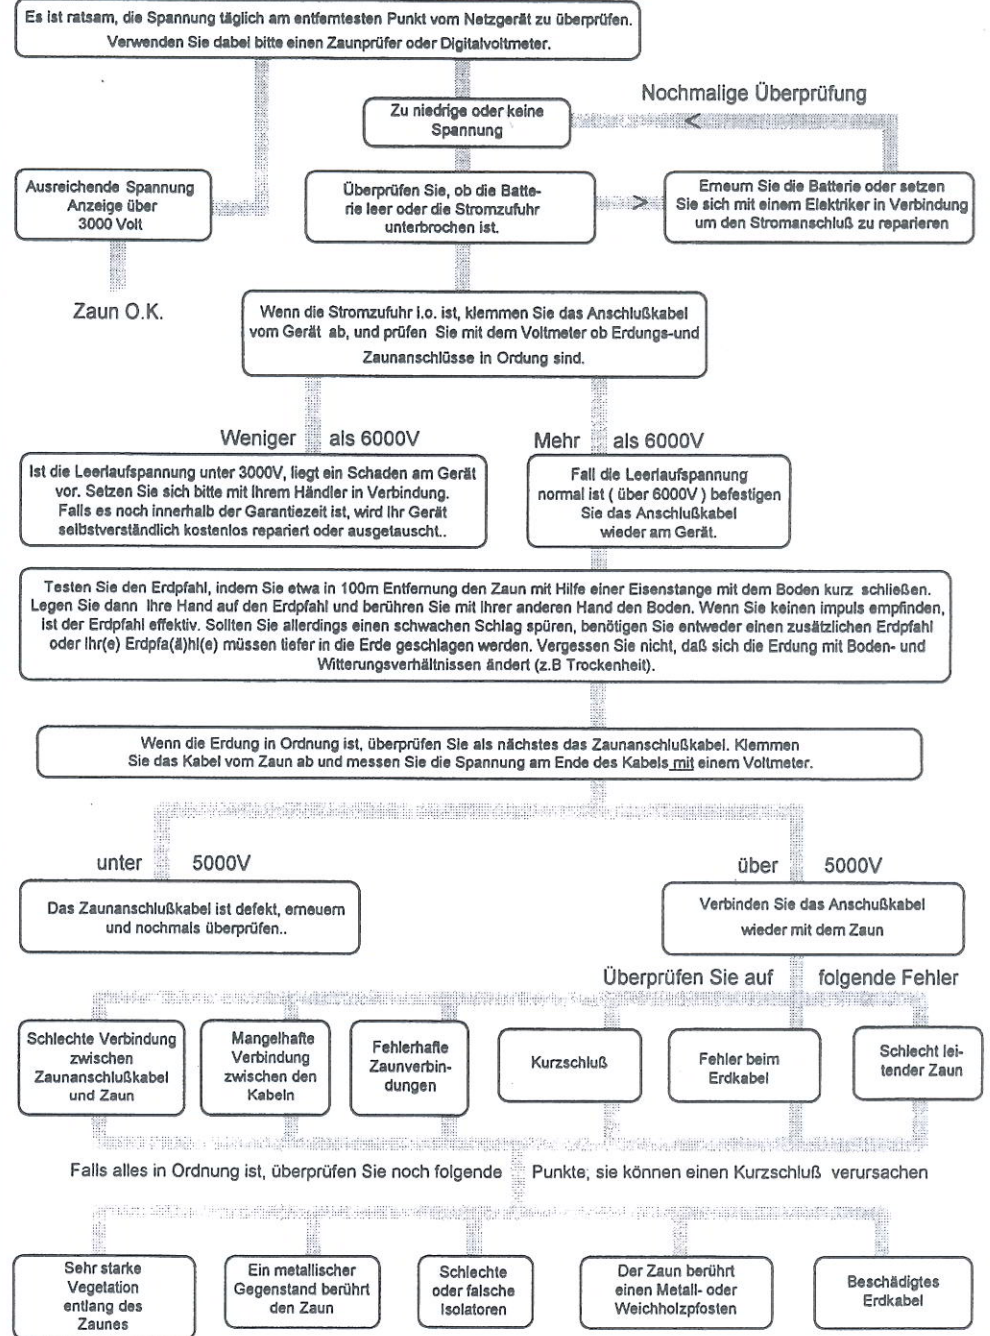 Es ist ratsam, die Spannung täglich am entferntesten Punkt vom Netzgerät zu überprüfen.
Verwenden Sie dabei bitte einen Zaunprüfer oder Digitalvoltmeter.
Nochmalige Überprüfung
Zu niedrige oder keine
Spannung
<
Ausreichende Spannung
Anzeige über
3000 Volt
Überprüfen Sie, ob die Batte-
rie leer oder die Stromzufuhr
unterbrochen ist.
>
Erneurn Sie die Batterie oder setzen
Sie sich mit einem Elektriker in Verbindung
um den Stromanschluß zu reparieren
Zaun O.K.
Wenn die Stromzufuhr i.o. ist, klemmen Sie das Anschlußkabel
vom Gerät ab, und prüfen Sie mit dem Voltmeter ob Erdungs-und
Zaunanschlüsse in Ordung sind.
Weniger als 6000V
Mehr als 6000V
Ist die Leerlaufspannung unter 3000V, liegt ein Schaden am Gerät
vor. Setzen Sie sich bitte mit Ihrem Händler in Verbindung.
Falls es noch innerhalb der Garantiezeit ist, wird Ihr Gerät
selbstverständlich kostenlos repariert oder ausgetauscht..
Fall die Leerlaufspannung
normal ist ( über 6000V ) befestigen
Sie das Anschlußkabel
wieder am Gerät.
Testen Sie den Erdpfahl, indem Sie etwa in 100m Entfernung den Zaun mit Hilfe einer Eisenstange mit dem Boden kurz schließen.
Legen Sie dann Ihre Hand auf den Erdpfahl und berühren Sie mit Ihrer anderen Hand den Boden. Wenn Sie keinen impuls empfinden,
ist der Erdpfahl effektiv. Sollten Sie allerdings einen schwachen Schlag spüren, benötigen Sie entweder einen zusätzlichen Erdpfahl
oder Ihr(e) Erdpfa(ä)hl(e) müssen tiefer in die Erde geschlagen werden. Vergessen Sie nicht, daß sich die Erdung mit Boden- und
Witterungsverhältnissen ändert (z.B Trockenheit).
Wenn die Erdung in Ordnung ist, überprüfen Sie als nächstes das Zaunanschlußkabel. Klemmen
Sie das Kabel vom Zaun ab und messen Sie die Spannung am Ende des Kabels mit einem Voltmeter.
unter 5000V
über 5000V
Das Zaunanschlußkabel ist defekt, erneuern
und nochmals überprüfen..
Verbinden Sie das Anschußkabel
wieder mit dem Zaun
Überprüfen Sie auf folgende Fehler
Schlechte Verbindung
zwischen
Zaunanschlußkabel
und Zaun
Mangelhafte
Verbindung
zwischen den
Kabeln
Fehlerhafte
Zaunverbin-
dungen
Kurzschluß
Fehler beim
Erdkabel
Schlecht lei-
tender Zaun
Falls alles in Ordnung ist, überprüfen Sie noch folgende Punkte, sie können einen Kurzschluß verursachen
Sehr starke
Vegetation
entlang des
Zaunes
Ein metallischer
Gegenstand berührt
den Zaun
Schlechte
oder falsche
Isolatoren
Der Zaun berührt
einen Metall- oder
Weichholzpfosten
Beschädigtes
Erdkabel